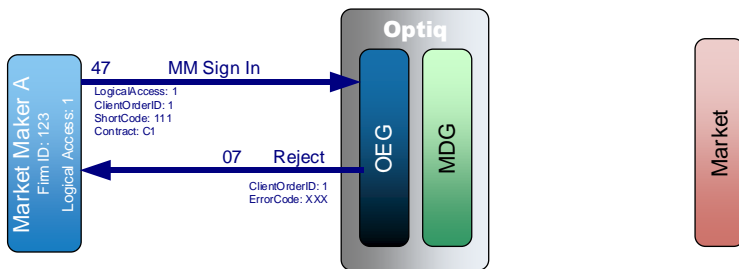 Optiq
47 MM Sign In
LogicalAccess: 1
ClientOrderID: 1
ShortCode: 111
Contract: C1
Market Maker A
Firm ID: 123
Logical Access: 1
07 Reject
ClientOrderID: 1
ErrorCode: XXX
OEG
MDG
Market